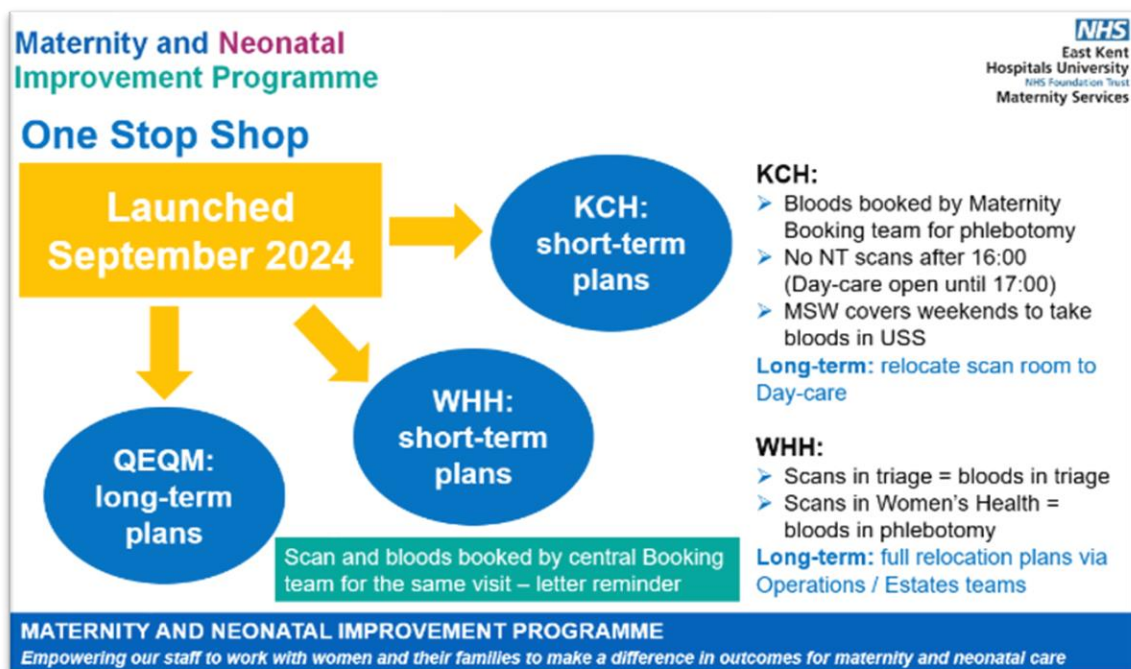 Maternity and Neonatal
Improvement Programme
NHS
East Kent
Hospitals University
NHS Foundation Trust
Maternity Services
One Stop Shop
Launched
September 2024
KCH:
short-term
plans
WHH:
short-term
plans
QEQM:
long-term
plans
Scan and bloods booked by central Booking
team for the same visit – letter reminder
KCH:
➢ Bloods booked by Maternity
Booking team for phlebotomy
➢ No NT scans after 16:00
(Day-care open until 17:00)
➢ MSW covers weekends to take
bloods in USS
Long-term: relocate scan room to
Day-care
WHH:
➢ Scans in triage = bloods in triage
➢ Scans in Women’s Health =
bloods in phlebotomy
Long-term: full relocation plans via
Operations / Estates teams
MATERNITY AND NEONATAL IMPROVEMENT PROGRAMME
Empowering our staff to work with women and their families to make a difference in outcomes for maternity and neonatal care